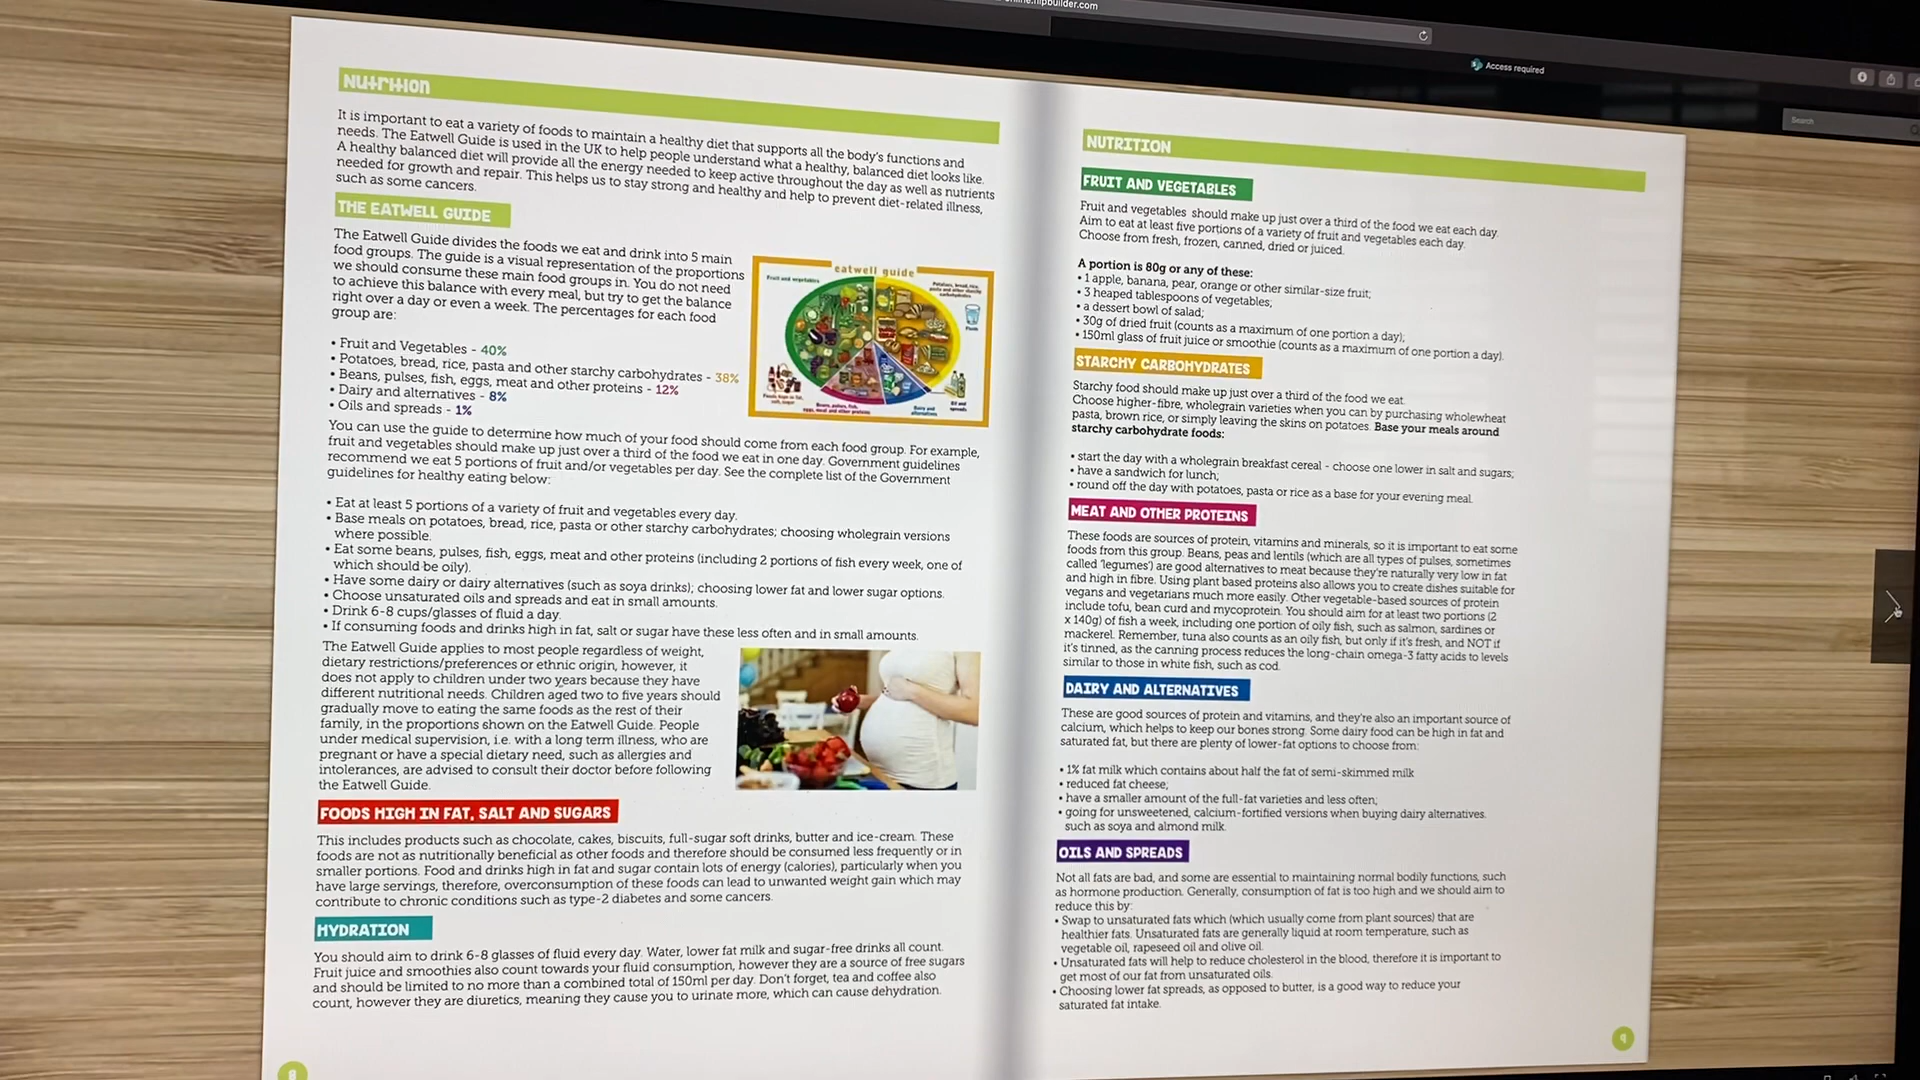 nline.flipbuilder.com
Access required
Search
Nutrition
It is important to eat a variety of foods to maintain a healthy diet that supports all the body's functions and
needs. The Eatwell Guide is used in the UK to help people understand what a healthy, balanced diet looks like.
A healthy balanced diet will provide all the energy needed to keep active throughout the day as well as nutrients
needed for growth and repair. This helps us to stay strong and healthy and help to prevent diet-related illness,
such as some cancers.
THE EATWELL GUIDE
The Eatwell Guide divides the foods we eat and drink into 5 main
food groups. The guide is a visual representation of the proportions
we should consume these main food groups in. You do not need
to achieve this balance with every meal, but try to get the balance
right over a day or even a week. The percentages for each food
group are:
• Fruit and Vegetables - 40%
• Potatoes, bread, rice, pasta and other starchy carbohydrates - 38%
• Beans, pulses, fish, eggs, meat and other proteins - 12%
• Dairy and alternatives - 8%
• Oils and spreads - 1%
eatwell guide
Fruit and vegetables
Potatoes, bread, rice,
pasta and other starchy
carbohydrates
Foods high in fat,
salt, sugar
Beans, pulses, fish,
eggs, meat and other proteins
Dairy and
alternatives
Oil and
spreads
You can use the guide to determine how much of your food should come from each food group. For example,
fruit and vegetables should make up just over a third of the food we eat in one day. Government guidelines
recommend we eat 5 portions of fruit and/or vegetables per day. See the complete list of the Government
guidelines for healthy eating below:
• Eat at least 5 portions of a variety of fruit and vegetables every day.
• Base meals on potatoes, bread, rice, pasta or other starchy carbohydrates; choosing wholegrain versions
where possible.
• Eat some beans, pulses, fish, eggs, meat and other proteins (including 2 portions of fish every week, one of
which should be oily).
• Have some dairy or dairy alternatives (such as soya drinks); choosing lower fat and lower sugar options.
• Choose unsaturated oils and spreads and eat in small amounts.
• Drink 6-8 cups/glasses of fluid a day.
• If consuming foods and drinks high in fat, salt or sugar have these less often and in small amounts.
The Eatwell Guide applies to most people regardless of weight,
dietary restrictions/preferences or ethnic origin, however, it
does not apply to children under two years because they have
different nutritional needs. Children aged two to five years should
gradually move to eating the same foods as the rest of their
family, in the proportions shown on the Eatwell Guide. People
under medical supervision, i.e. with a long term illness, who are
pregnant or have a special dietary need, such as allergies and
intolerances, are advised to consult their doctor before following
the Eatwell Guide.
FOODS HIGH IN FAT, SALT AND SUGARS
This includes products such as chocolate, cakes, biscuits, full-sugar soft drinks, butter and ice-cream. These
foods are not as nutritionally beneficial as other foods and therefore should be consumed less frequently or in
smaller portions. Food and drinks high in fat and sugar contain lots of energy (calories), particularly when you
have large servings, therefore, overconsumption of these foods can lead to unwanted weight gain which may
contribute to chronic conditions such as type-2 diabetes and some cancers.
HYDRATION
You should aim to drink 6-8 glasses of fluid every day. Water, lower fat milk and sugar-free drinks all count.
Fruit juice and smoothies also count towards your fluid consumption, however they are a source of free sugars
and should be limited to no more than a combined total of 150ml per day. Don't forget, tea and coffee also
count, however they are diuretics, meaning they cause you to urinate more, which can cause dehydration.
8
NUTRITION
FRUIT AND VEGETABLES
Fruit and vegetables should make up just over a third of the food we eat each day.
Aim to eat at least five portions of a variety of fruit and vegetables each day.
Choose from fresh, frozen, canned, dried or juiced.
A portion is 80g or any of these:
• 1 apple, banana, pear, orange or other similar-size fruit;
• 3 heaped tablespoons of vegetables;
• a dessert bowl of salad;
• 30g of dried fruit (counts as a maximum of one portion a day);
• 150ml glass of fruit juice or smoothie (counts as a maximum of one portion a day).
STARCHY CARBOHYDRATES
Starchy food should make up just over a third of the food we eat.
Choose higher-fibre, wholegrain varieties when you can by purchasing wholewheat
pasta, brown rice, or simply leaving the skins on potatoes. Base your meals around
starchy carbohydrate foods:
• start the day with a wholegrain breakfast cereal - choose one lower in salt and sugars;
• have a sandwich for lunch;
• round off the day with potatoes, pasta or rice as a base for your evening meal.
MEAT AND OTHER PROTEINS
These foods are sources of protein, vitamins and minerals, so it is important to eat some
foods from this group. Beans, peas and lentils (which are all types of pulses, sometimes
called 'legumes') are good alternatives to meat because they're naturally very low in fat
and high in fibre. Using plant based proteins also allows you to create dishes suitable for
vegans and vegetarians much more easily. Other vegetable-based sources of protein
include tofu, bean curd and mycoprotein. You should aim for at least two portions (2
x 140g) of fish a week, including one portion of oily fish, such as salmon, sardines or
mackerel. Remember, tuna also counts as an oily fish, but only if it's fresh, and NOT if
it's tinned, as the canning process reduces the long-chain omega-3 fatty acids to levels
similar to those in white fish, such as cod.
DAIRY AND ALTERNATIVES
These are good sources of protein and vitamins, and they're also an important source of
calcium, which helps to keep our bones strong. Some dairy food can be high in fat and
saturated fat, but there are plenty of lower-fat options to choose from:
• 1% fat milk which contains about half the fat of semi-skimmed milk
• reduced fat cheese;
• have a smaller amount of the full-fat varieties and less often;
• going for unsweetened, calcium-fortified versions when buying dairy alternatives.
such as soya and almond milk.
OILS AND SPREADS
Not all fats are bad, and some are essential to maintaining normal bodily functions, such
as hormone production. Generally, consumption of fat is too high and we should aim to
reduce this by:
• Swap to unsaturated fats which (which usually come from plant sources) that are
healthier fats. Unsaturated fats are generally liquid at room temperature, such as
vegetable oil, rapeseed oil and olive oil.
• Unsaturated fats will help to reduce cholesterol in the blood, therefore it is important to
get most of our fat from unsaturated oils.
• Choosing lower fat spreads, as opposed to butter, is a good way to reduce your
saturated fat intake.
9